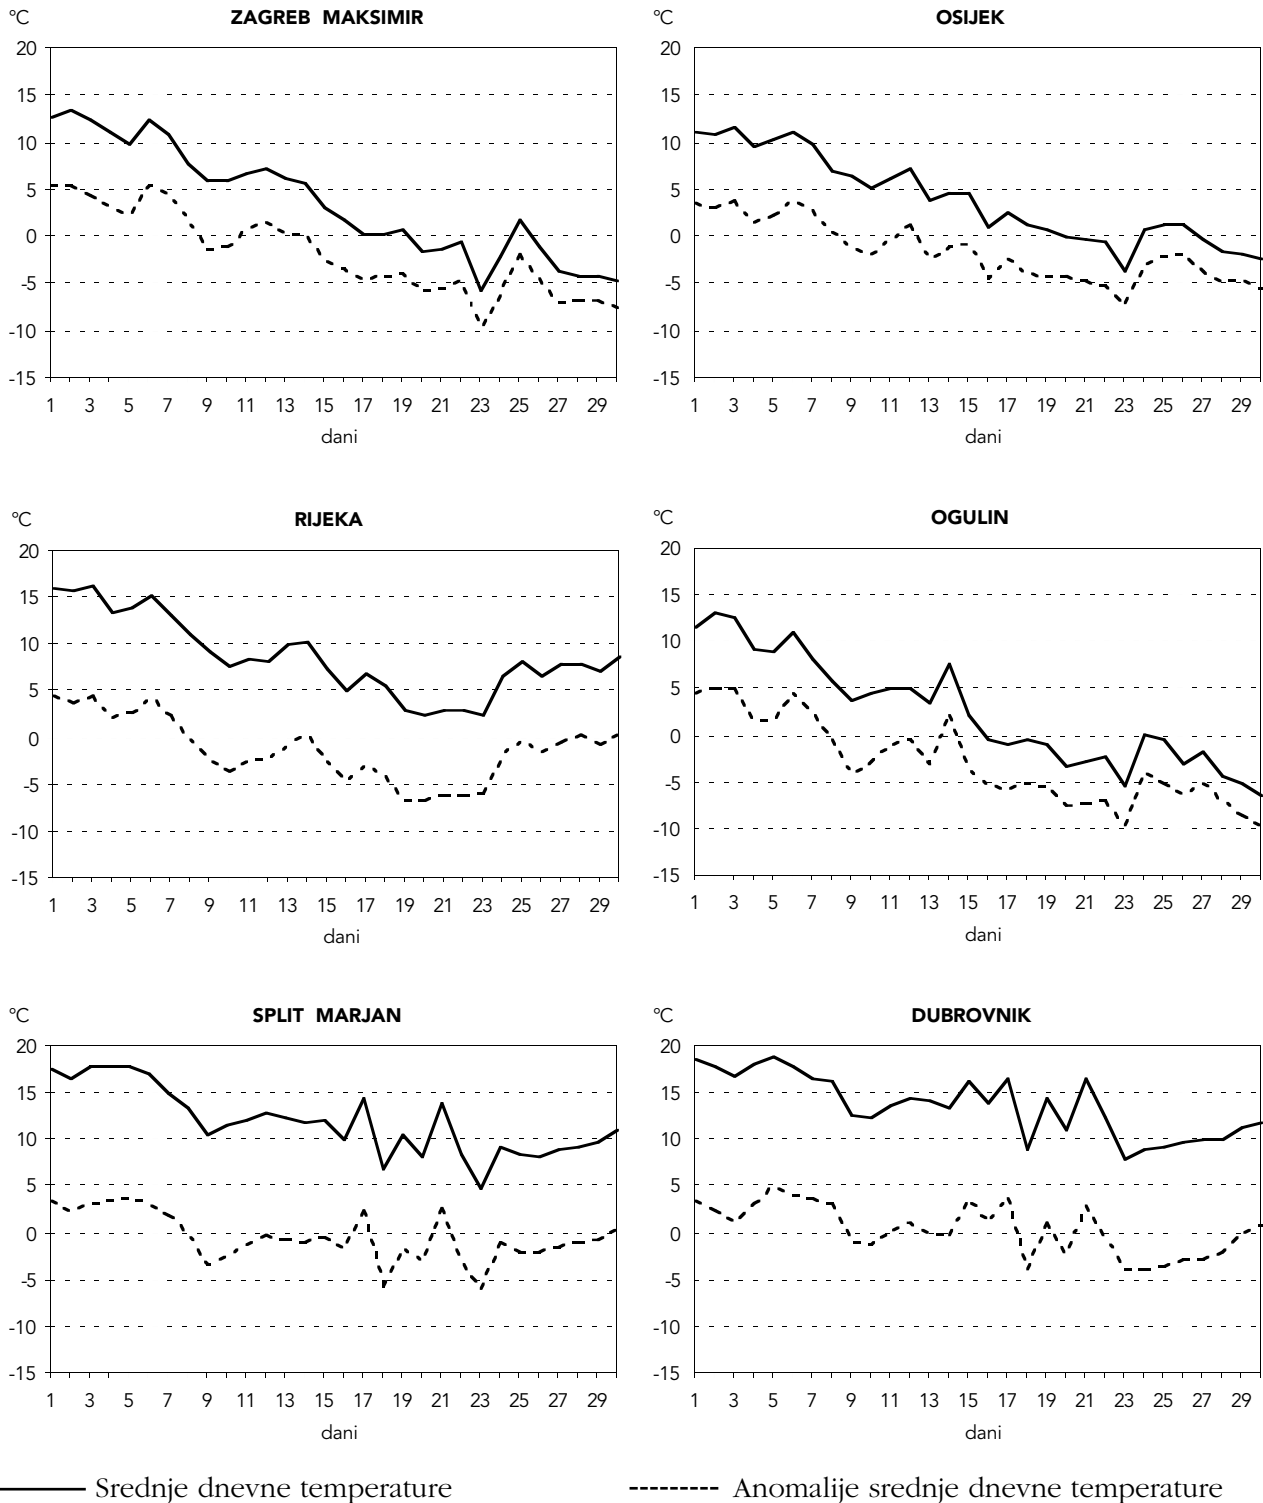 °C ZAGREB MAKSIMIR
20
15
10
5
0
-5
-10
-15
1 3 5 7 9 11 13 15 17 19 21 23 25 27 29
dani
°C OSIJEK
20
15
10
5
0
-5
-10
-15
1 3 5 7 9 11 13 15 17 19 21 23 25 27 29
dani
°C RIJEKA
20
15
10
5
0
-5
-10
-15
1 3 5 7 9 11 13 15 17 19 21 23 25 27 29
dani
°C OGULIN
20
15
10
5
0
-5
-10
-15
1 3 5 7 9 11 13 15 17 19 21 23 25 27 29
dani
°C SPLIT MARJAN
20
15
10
5
0
-5
-10
-15
1 3 5 7 9 11 13 15 17 19 21 23 25 27 29
dani
°C DUBROVNIK
20
15
10
5
0
-5
-10
-15
1 3 5 7 9 11 13 15 17 19 21 23 25 27 29
dani
Srednje dnevne temperature
Anomalije srednje dnevne temperature